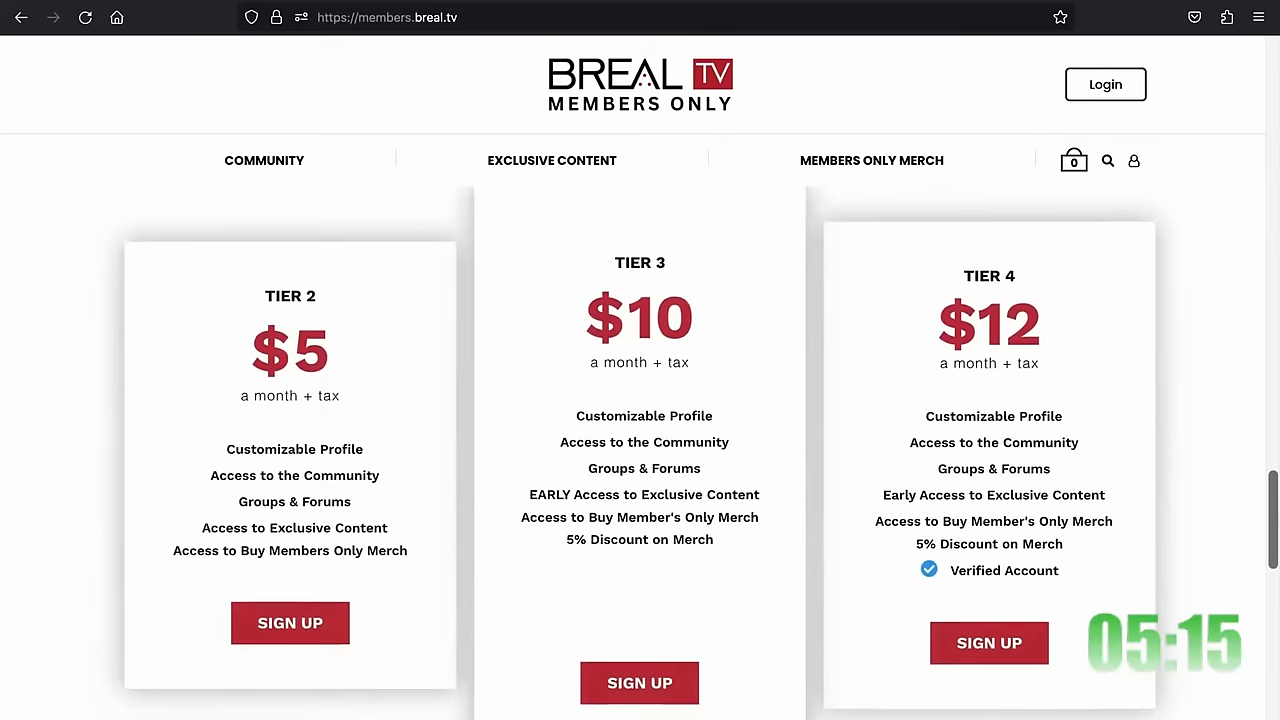 https://members.breal.tv
BREAL TV
MEMBERS ONLY
Login
COMMUNITY
EXCLUSIVE CONTENT
MEMBERS ONLY MERCH
0
TIER 2
$5
a month + tax
Customizable Profile
Access to the Community
Groups & Forums
Access to Exclusive Content
Access to Buy Members Only Merch
SIGN UP
TIER 3
$10
a month + tax
Customizable Profile
Access to the Community
Groups & Forums
EARLY Access to Exclusive Content
Access to Buy Member's Only Merch
5% Discount on Merch
SIGN UP
TIER 4
$12
a month + tax
Customizable Profile
Access to the Community
Groups & Forums
Early Access to Exclusive Content
Access to Buy Member's Only Merch
5% Discount on Merch
Verified Account
SIGN UP
05:15